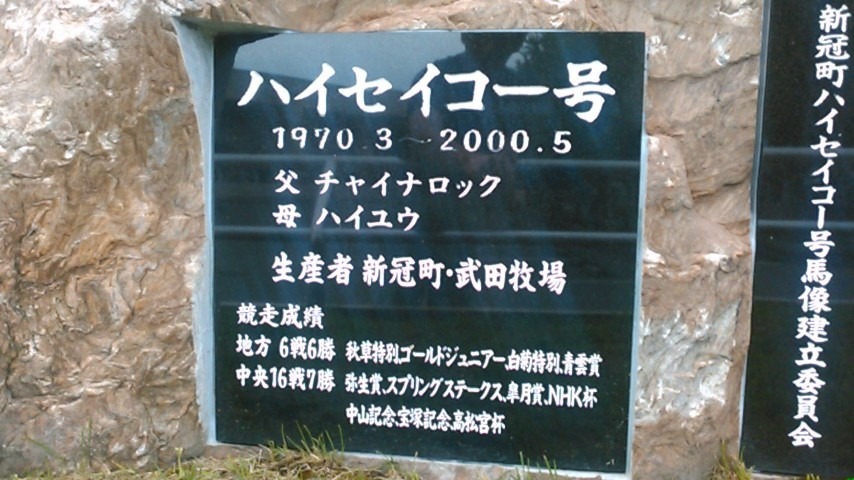 ハイセイコー号
1970.3～2000.5
父 チャイナロック
母 ハイユウ
生産者 新冠町・武田牧場
競走成績
地方 6戦6勝 秋草特別、ゴールドジュニアー、白菊特別、青雲賞
中央16戦7勝 弥生賞、スプリングステークス、皐月賞、NHK杯
中山記念、宝塚記念、高松宮杯
新冠町ハイセイコー号馬像建立委員会